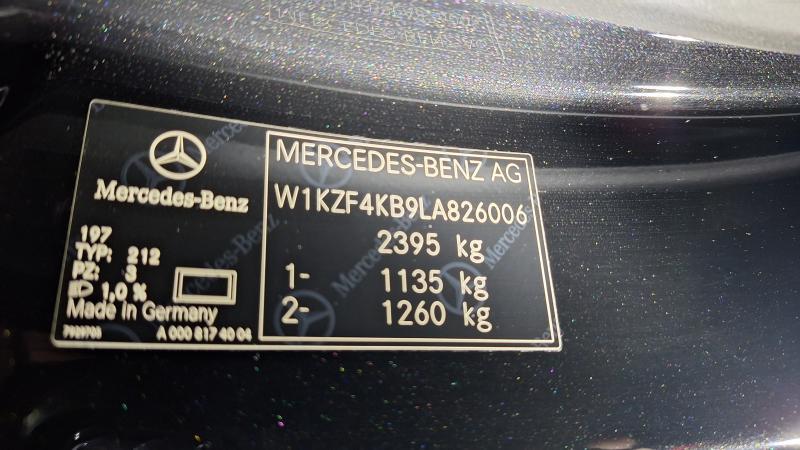 Mercedes-Benz
197
TYP: 212
PZ: 3
1,0 %
Made in Germany
A 000 817 40 04
MERCEDES-BENZ AG
W1KZF4KB9LA826006
2395 kg
1- 1135 kg
2- 1260 kg